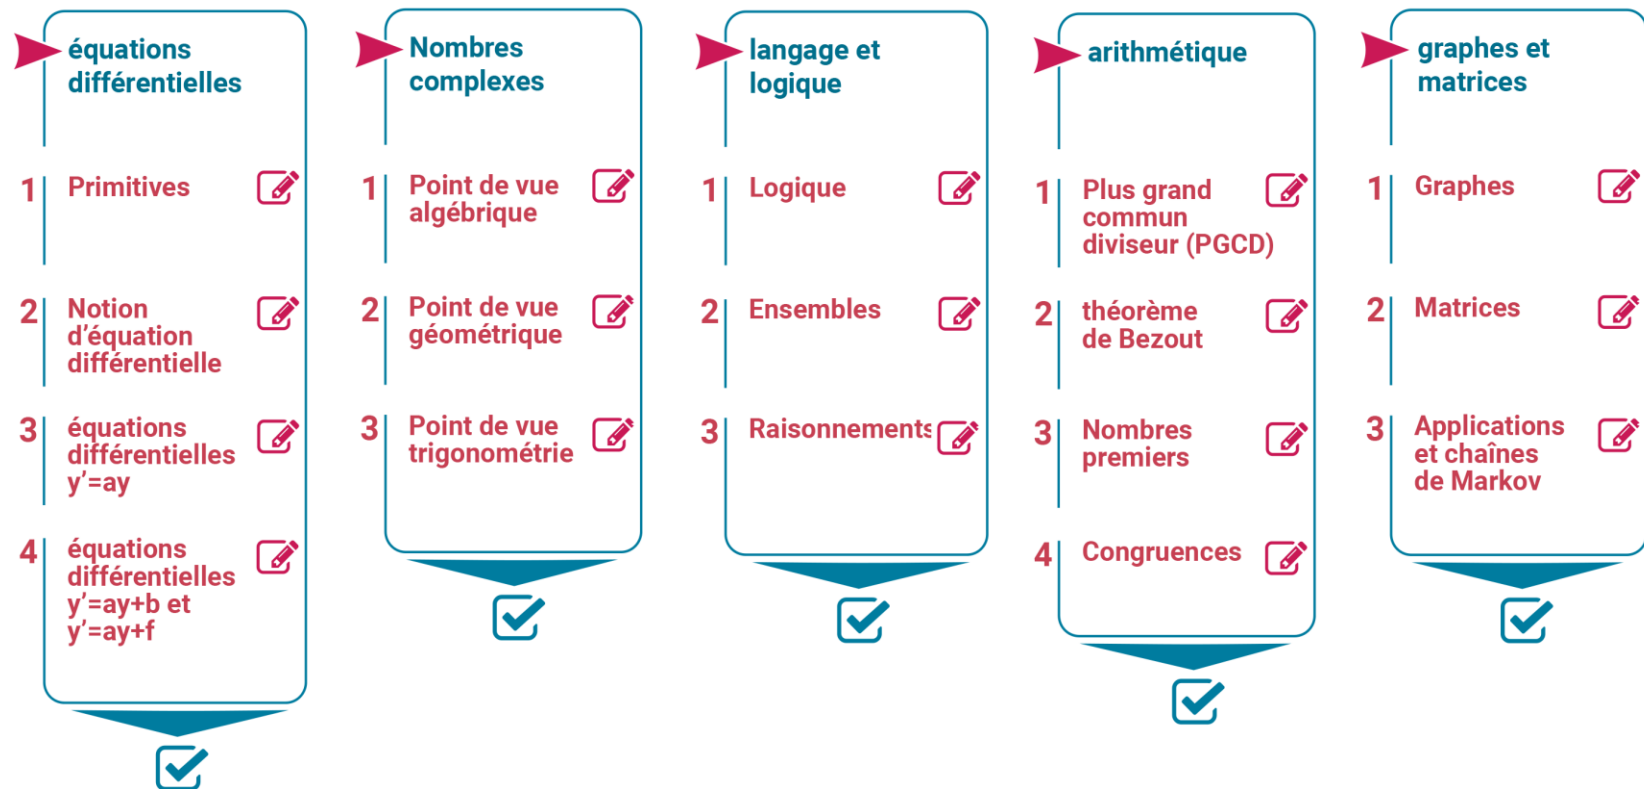 équations
différentielles
1 Primitives
2 Notion
d'équation
différentielle
3 équations
différentielles
y'=ay
4 équations
différentielles
y'=ay+b et
y'=ay+f
Nombres
complexes
1 Point de vue
algébrique
2 Point de vue
géométrique
3 Point de vue
trigonométrie
langage et
logique
1 Logique
2 Ensembles
3 Raisonnements
arithmétique
1 Plus grand
commun
diviseur (PGCD)
2 théorème
de Bezout
3 Nombres
premiers
4 Congruences
graphes et
matrices
1 Graphes
2 Matrices
3 Applications
et chaînes
de Markov